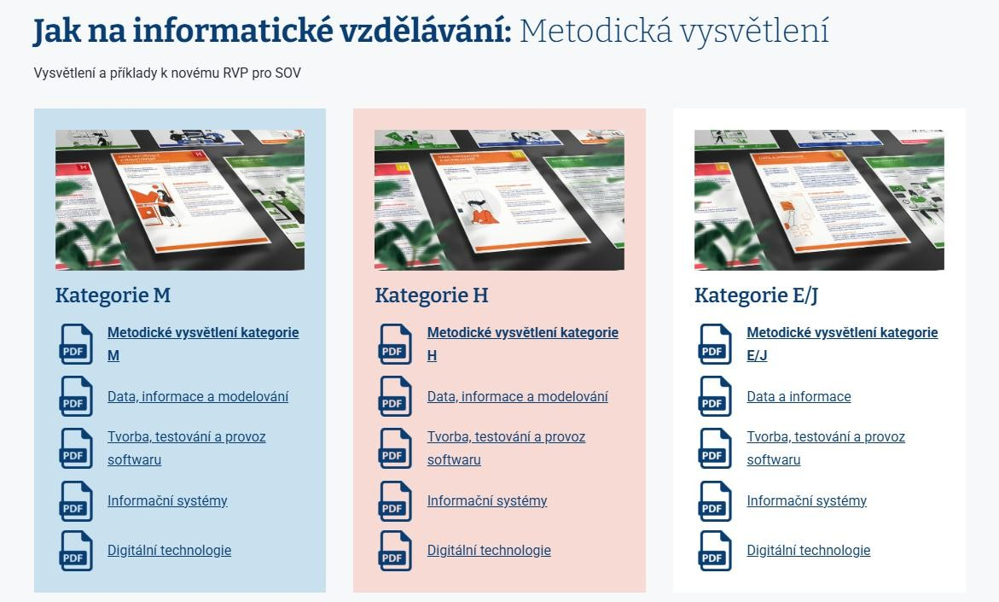 Jak na informatické vzdělávání: Metodická vysvětlení
Vysvětlení a příklady k novému RVP pro SOV
Kategorie M
PDF Metodické vysvětlení kategorie
M
PDF Data, informace a modelování
PDF Tvorba, testování a provoz
softwaru
PDF Informační systémy
PDF Digitální technologie
Kategorie H
PDF Metodické vysvětlení kategorie
H
PDF Data, informace a modelování
PDF Tvorba, testování a provoz
softwaru
PDF Informační systémy
PDF Digitální technologie
Kategorie E/J
PDF Metodické vysvětlení kategorie
E/J
PDF Data a informace
PDF Tvorba, testování a provoz
softwaru
PDF Informační systémy
PDF Digitální technologie